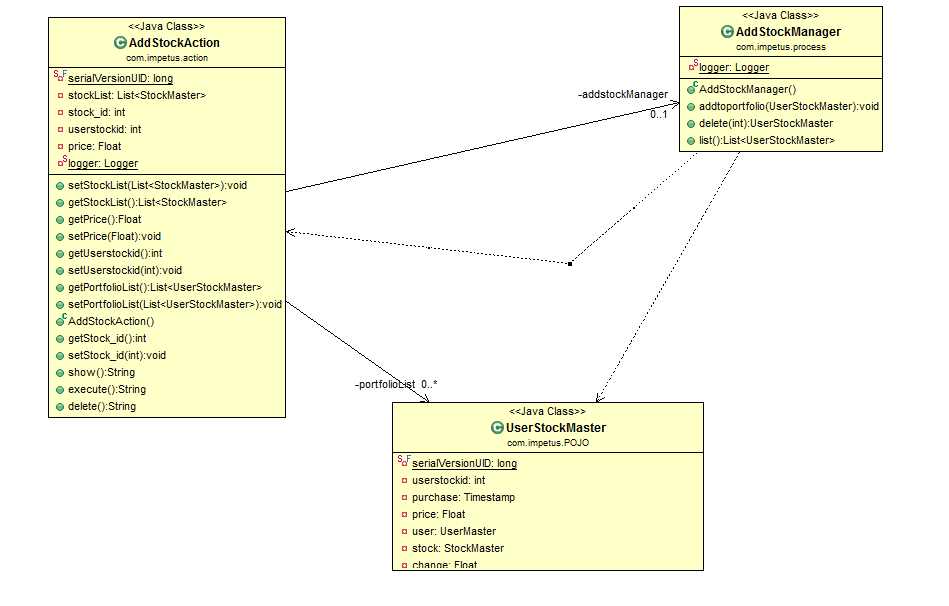 <<Java Class>>
AddStockAction
com.impetus.action
serialVersionUID: long
stockList: List<StockMaster>
stock_id: int
userstockid: int
price: Float
logger: Logger
setStockList(List<StockMaster>):void
getStockList():List<StockMaster>
getPrice():Float
setPrice(Float):void
getUserstockid():int
setUserstockid(int):void
getPortfolioList():List<UserStockMaster>
setPortfolioList(List<UserStockMaster>):void
AddStockAction()
getStock_id():int
setStock_id(int):void
show():String
execute():String
delete():String
-addstockManager
0..1
<<Java Class>>
AddStockManager
com.impetus.process
logger: Logger
AddStockManager()
addtoportfolio(UserStockMaster):void
delete(int):UserStockMaster
list():List<UserStockMaster>
-portfolioList 0..*
<<Java Class>>
UserStockMaster
com.impetus.POJO
serialVersionUID: long
userstockid: int
purchase: Timestamp
price: Float
user: UserMaster
stock: StockMaster
change: Float